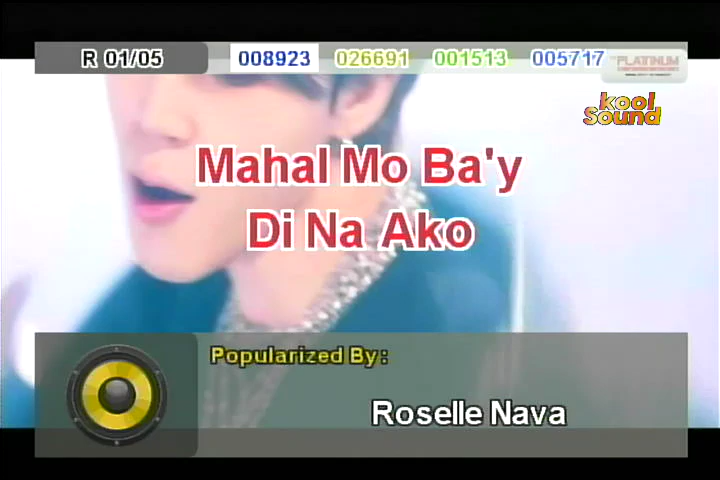 R 01/05 008923 026691 001513 005717
PLATINUM
kool
Sound
Mahal Mo Ba'y
Di Na Ako
Popularized By:
Roselle Nava